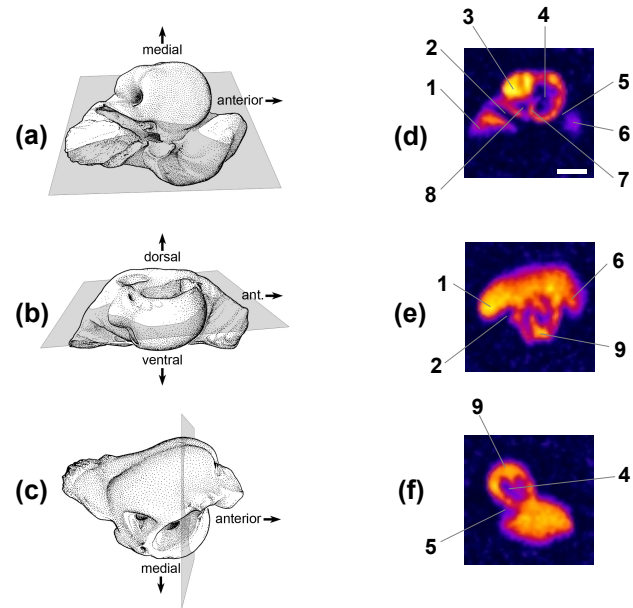 medial
anterior
(a)
3
4
2
1
5
6
(d)
8
7
dorsal
ant.
(b)
ventral
1
6
(e)
2
9
(c)
anterior
medial
9
4
(f)
5